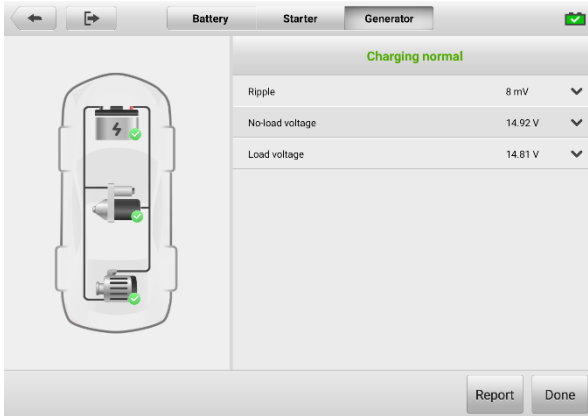 Battery Starter Generator
Charging normal
Ripple 8 mV
No-load voltage 14.92 V
Load voltage 14.81 V
Report Done